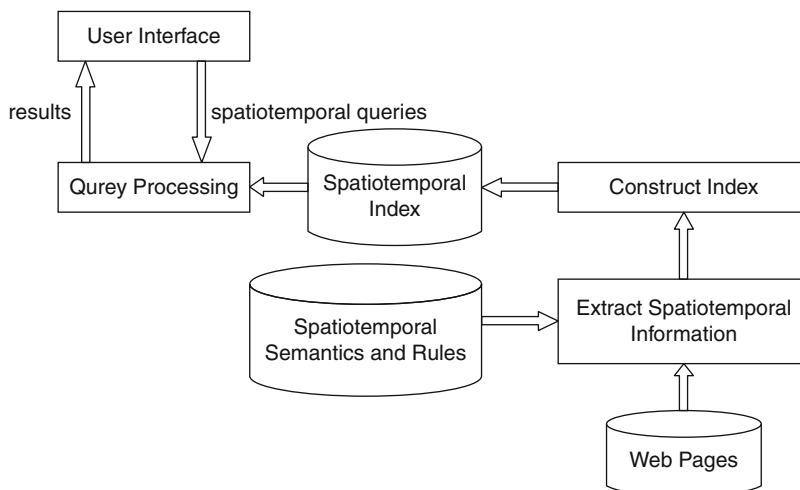 User Interface
results
spatiotemporal queries
Qurey Processing
Spatiotemporal
Index
Construct Index
Spatiotemporal
Semantics and Rules
Extract Spatiotemporal
Information
Web Pages